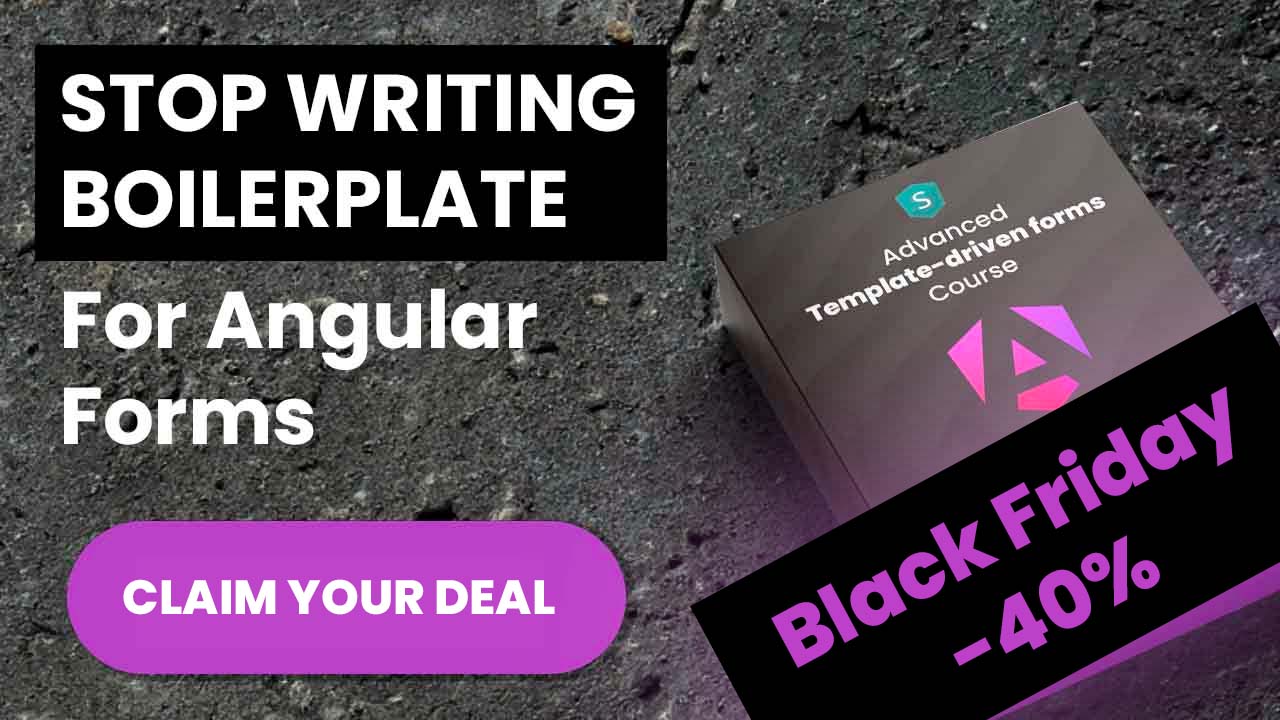 STOP WRITING
BOILERPLATE
For Angular
Forms
CLAIM YOUR DEAL
S
Advanced
Template-driven forms
Course
Black Friday
-40%